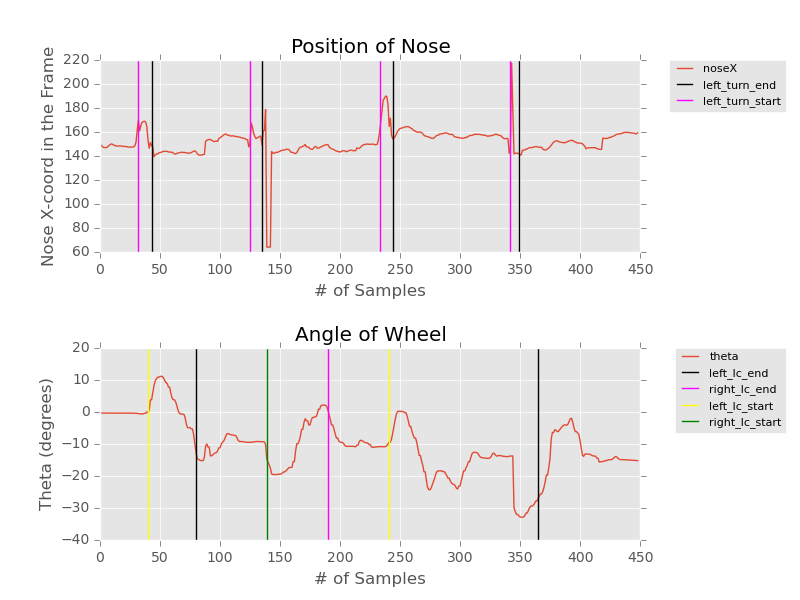 Position of Nose
220
200
180
160
140
120
100
80
60
Nose X-coord in the Frame
0 50 100 150 200 250 300 350 400 450
# of Samples
noseX
left_turn_end
left_turn_start
Angle of Wheel
20
10
0
−10
−20
−30
−40
Theta (degrees)
0 50 100 150 200 250 300 350 400 450
# of Samples
theta
left_lc_end
right_lc_end
left_lc_start
right_lc_start